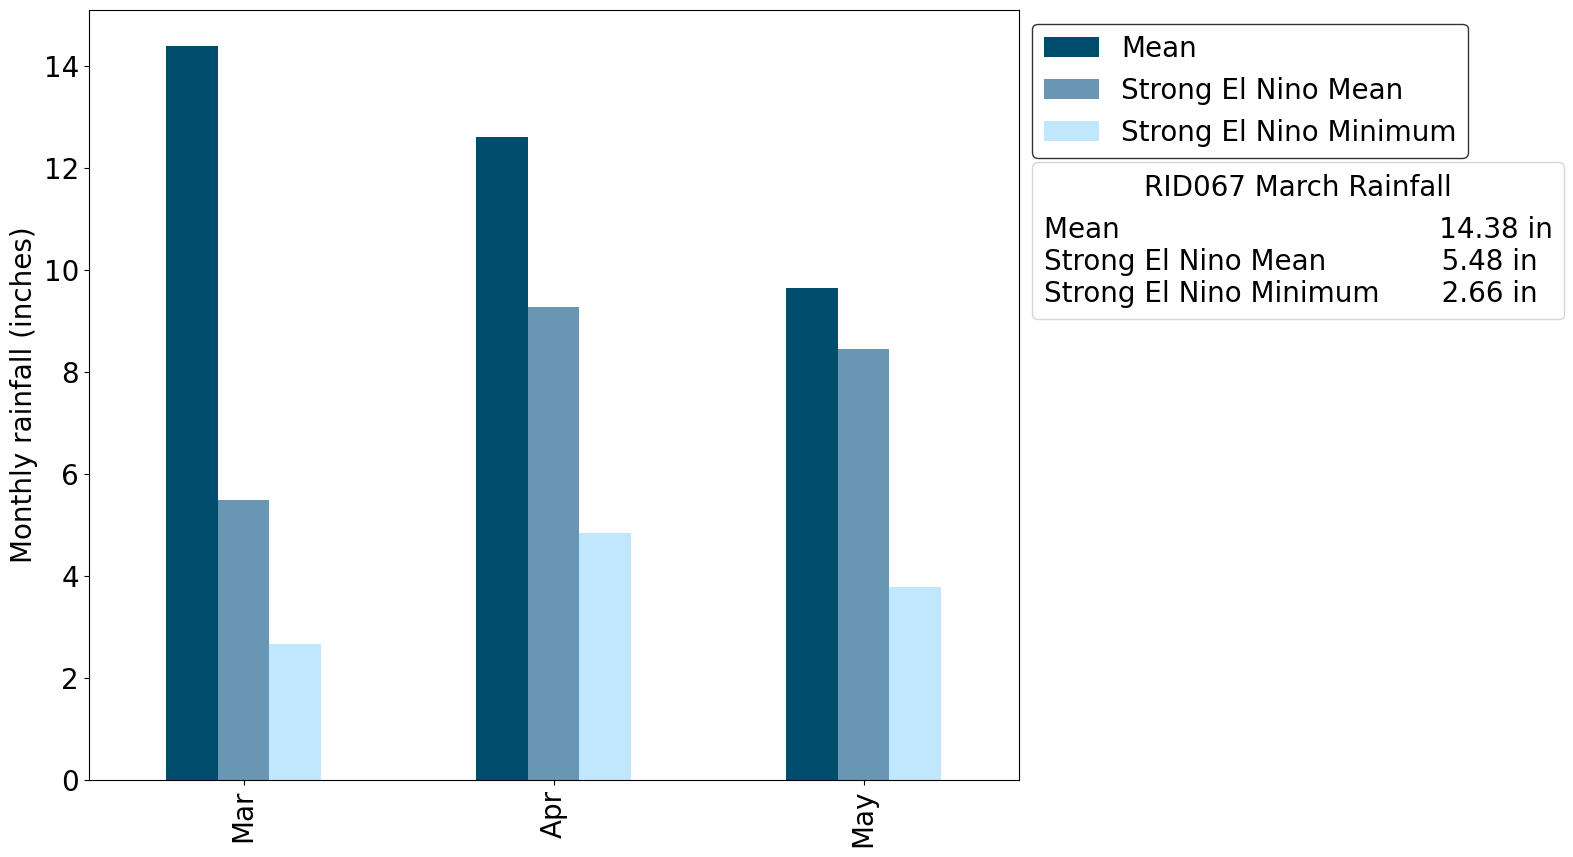 Monthly rainfall (inches)
14
12
10
8
6
4
2
0
Mar
Apr
May
Mean
Strong El Nino Mean
Strong El Nino Minimum
RID067 March Rainfall
Mean 14.38 in
Strong El Nino Mean 5.48 in
Strong El Nino Minimum 2.66 in